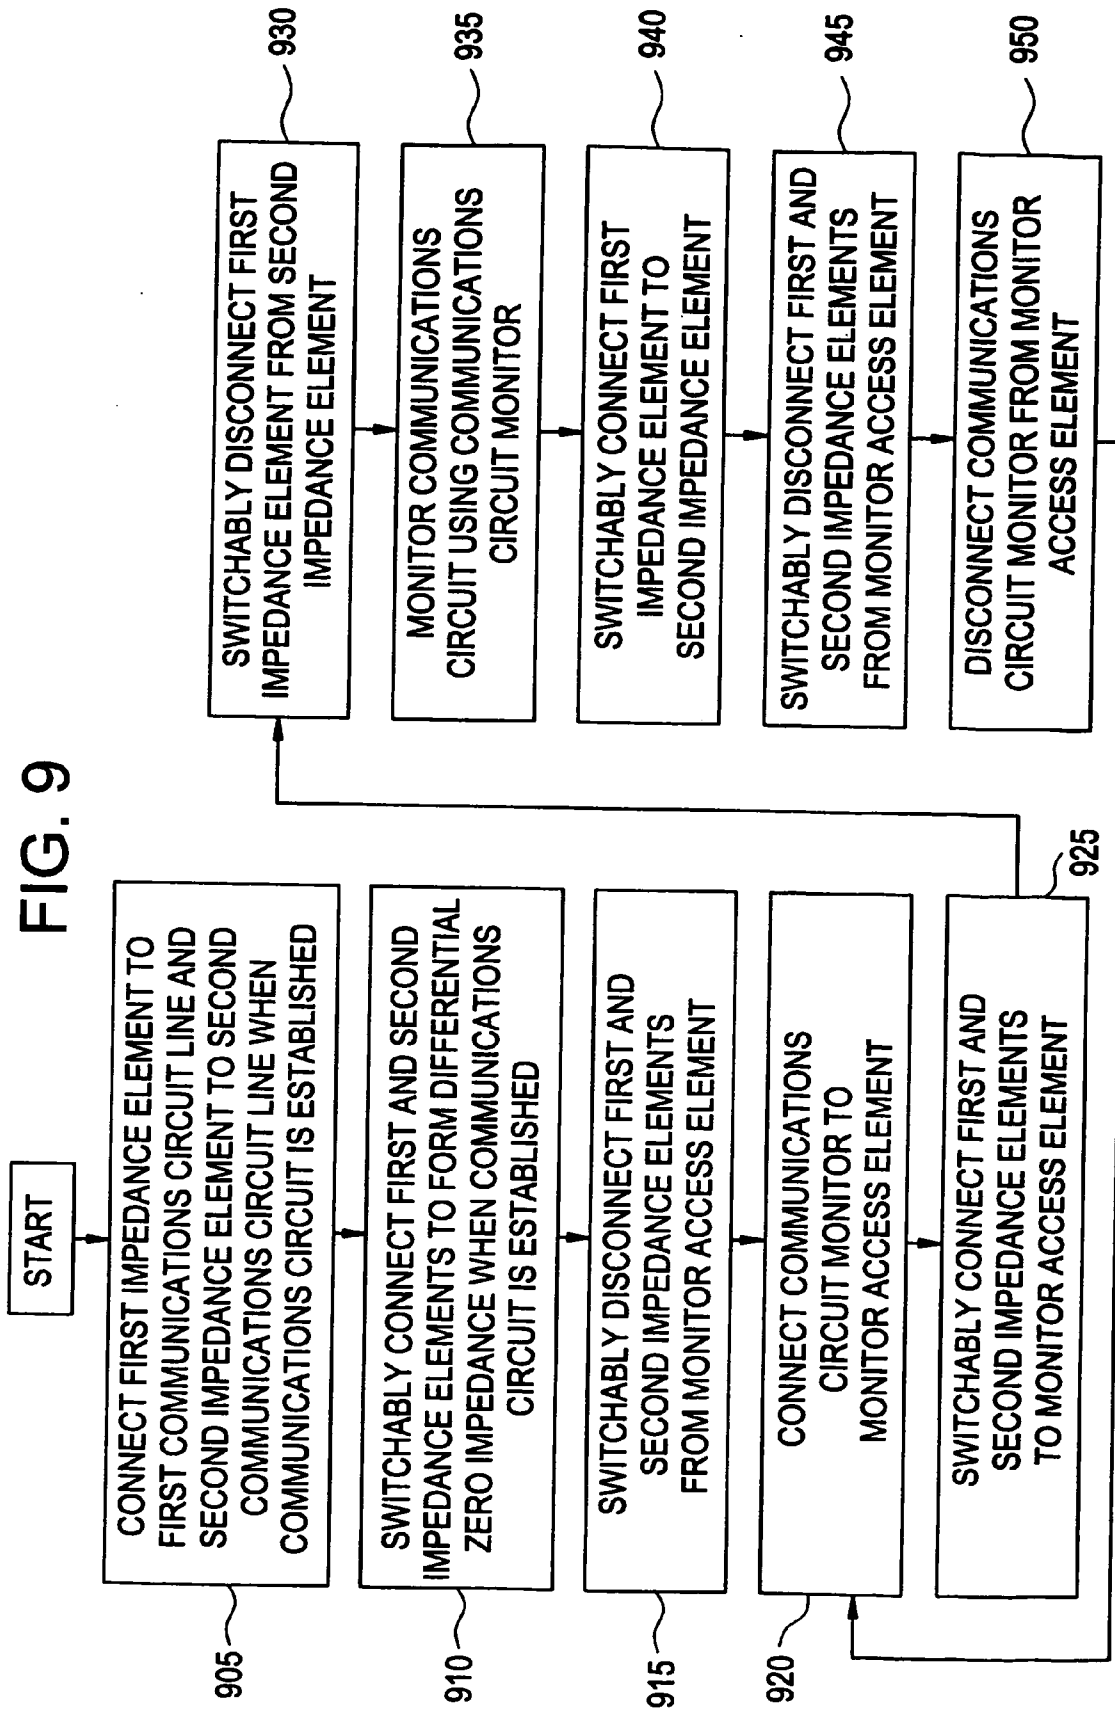 FIG. 9
START
CONNECT FIRST IMPEDANCE ELEMENT TO
FIRST COMMUNICATIONS CIRCUIT LINE AND
SECOND IMPEDANCE ELEMENT TO SECOND
COMMUNICATIONS CIRCUIT LINE WHEN
COMMUNICATIONS CIRCUIT IS ESTABLISHED
905
SWITCHABLY CONNECT FIRST AND SECOND
IMPEDANCE ELEMENTS TO FORM DIFFERENTIAL
ZERO IMPEDANCE WHEN COMMUNICATIONS
CIRCUIT IS ESTABLISHED
910
SWITCHABLY DISCONNECT FIRST AND
SECOND IMPEDANCE ELEMENTS
FROM MONITOR ACCESS ELEMENT
915
CONNECT COMMUNICATIONS
CIRCUIT MONITOR TO
MONITOR ACCESS ELEMENT
920
SWITCHABLY CONNECT FIRST AND
SECOND IMPEDANCE ELEMENTS
TO MONITOR ACCESS ELEMENT
925
SWITCHABLY DISCONNECT FIRST
IMPEDANCE ELEMENT FROM SECOND
IMPEDANCE ELEMENT
930
MONITOR COMMUNICATIONS
CIRCUIT USING COMMUNICATIONS
CIRCUIT MONITOR
935
SWITCHABLY CONNECT FIRST
IMPEDANCE ELEMENT TO
SECOND IMPEDANCE ELEMENT
940
SWITCHABLY DISCONNECT FIRST AND
SECOND IMPEDANCE ELEMENTS
FROM MONITOR ACCESS ELEMENT
945
DISCONNECT COMMUNICATIONS
CIRCUIT MONITOR FROM MONITOR
ACCESS ELEMENT
950